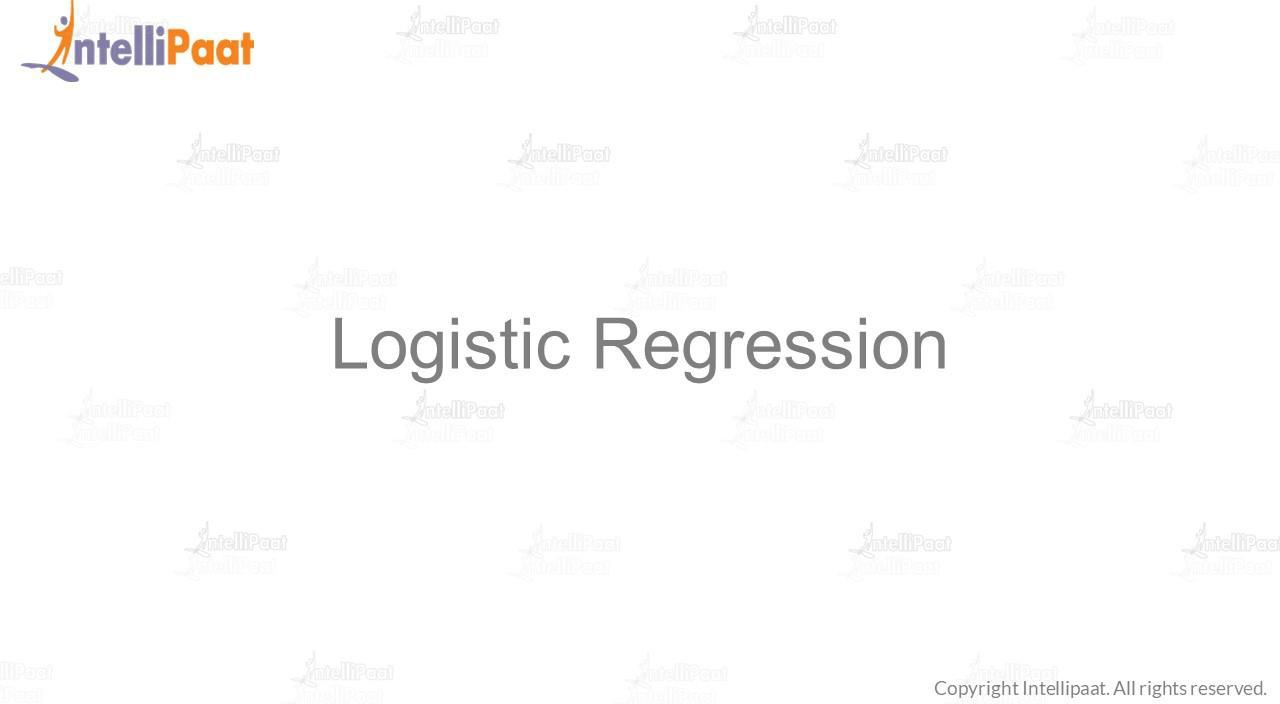 IntelliPaat
Logistic Regression
Copyright Intellipaat. All rights reserved.